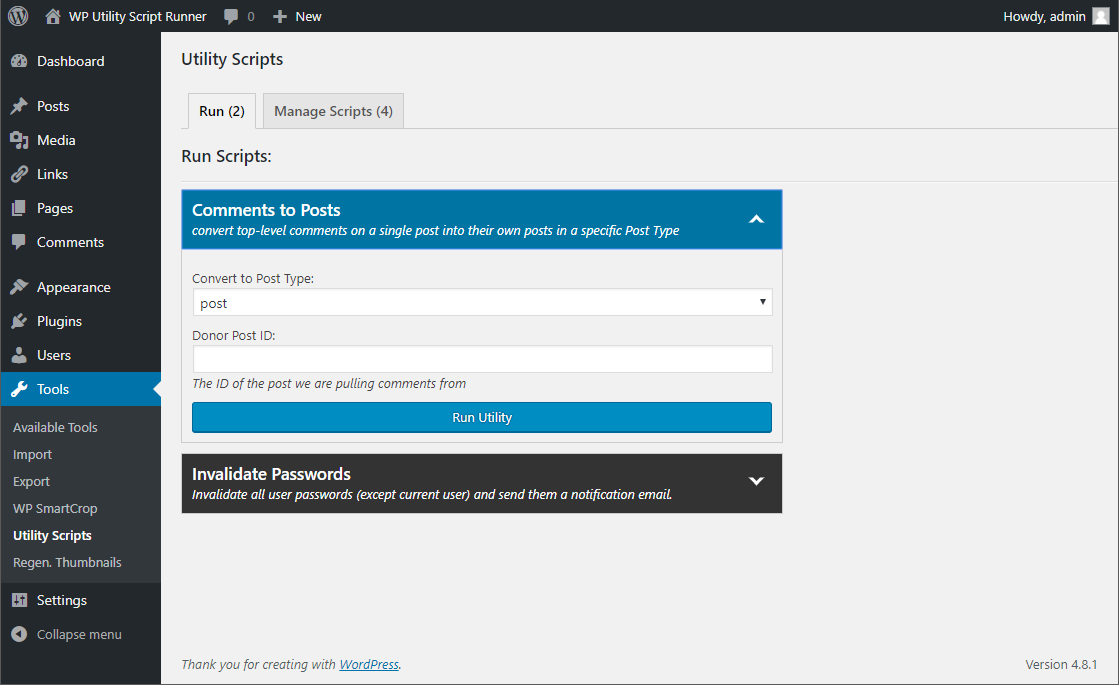 WP Utility Script Runner 0 New Howdy, admin
Dashboard
Posts
Media
Links
Pages
Comments
Appearance
Plugins
Users
Tools
Available Tools
Import
Export
WP SmartCrop
Utility Scripts
Regen. Thumbnails
Settings
Collapse menu
Utility Scripts
Run (2) Manage Scripts (4)
Run Scripts:
Comments to Posts
convert top-level comments on a single post into their own posts in a specific Post Type
Convert to Post Type:
post
Donor Post ID:
The ID of the post we are pulling comments from
Run Utility
Invalidate Passwords
Invalidate all user passwords (except current user) and send them a notification email.
Thank you for creating with WordPress. Version 4.8.1